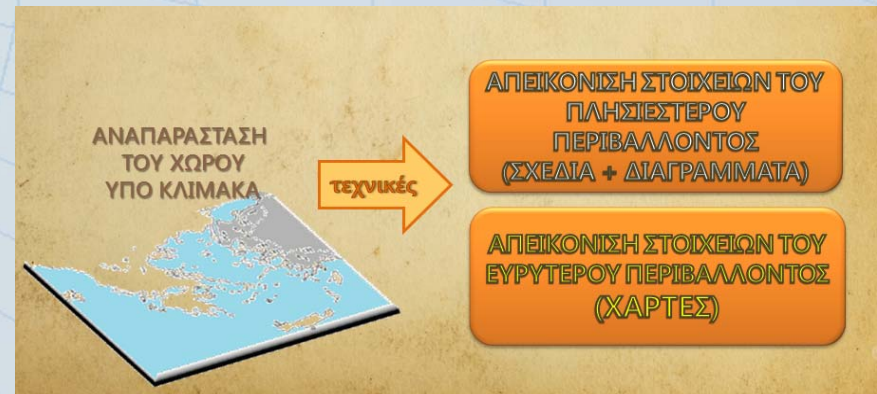 ΑΝΑΠΑΡΑΣΤΑΣΗ
ΤΟΥ ΧΩΡΟΥ
ΥΠΟ ΚΛΙΜΑΚΑ
τεχνικές
ΑΠΕΙΚΟΝΙΣΗ ΣΤΟΙΧΕΙΩΝ ΤΟΥ
ΠΛΗΣΙΕΣΤΕΡΟΥ
ΠΕΡΙΒΑΛΛΟΝΤΟΣ
(ΣΧΕΔΙΑ + ΔΙΑΓΡΑΜΜΑΤΑ)
ΑΠΕΙΚΟΝΙΣΗ ΣΤΟΙΧΕΙΩΝ ΤΟΥ
ΕΥΡΥΤΕΡΟΥ ΠΕΡΙΒΑΛΛΟΝΤΟΣ
(ΧΑΡΤΕΣ)